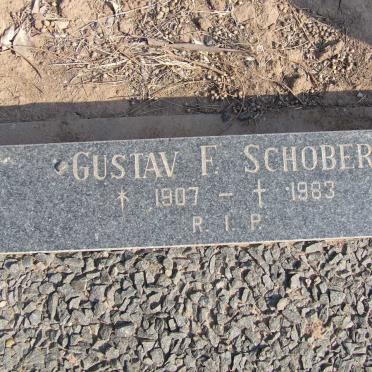 GUSTAV F. SCHOBER
* 1907 - † 1983
R.I.P.